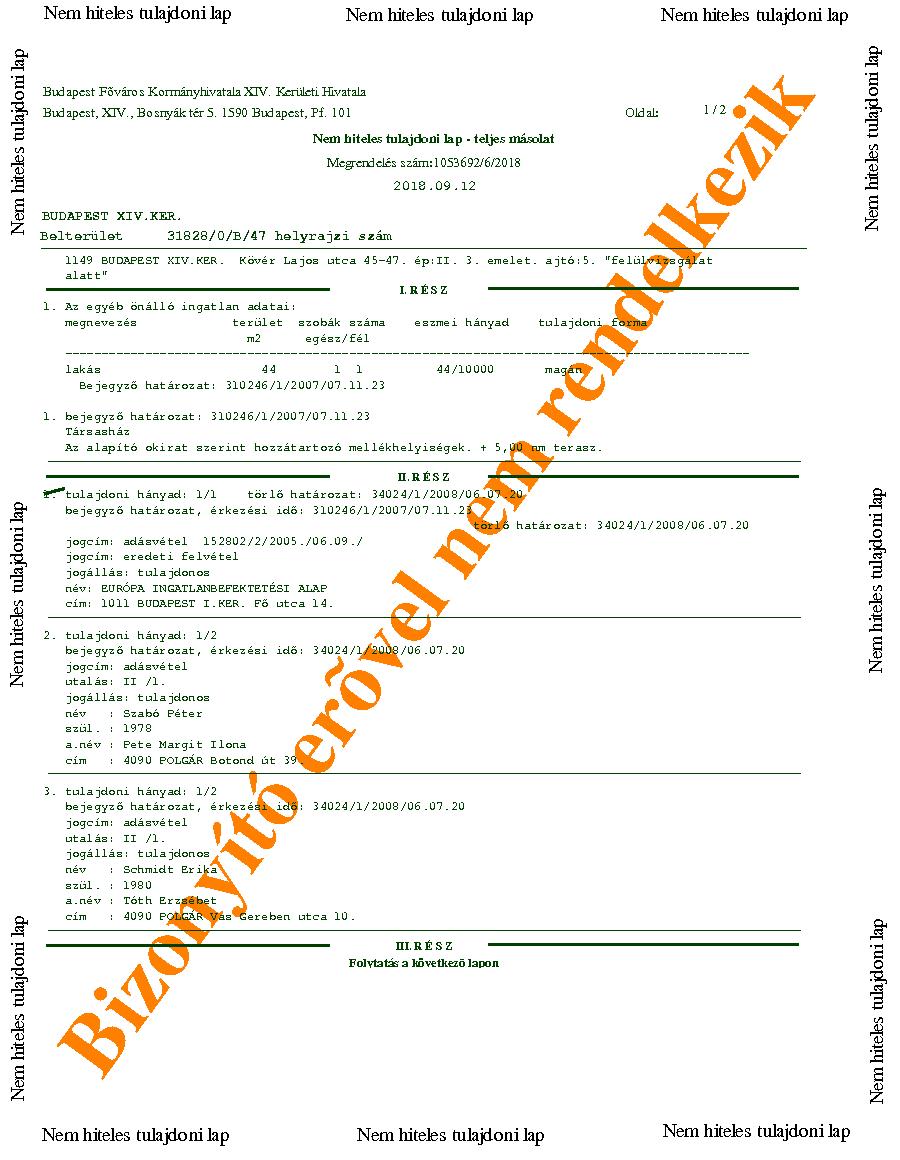 Nem hiteles tulajdoni lap Nem hiteles tulajdoni lap Nem hiteles tulajdoni lap
Nem hiteles tulajdoni lap
Nem hiteles tulajdoni lap
Budapest Főváros Kormányhivatala XIV. Kerületi Hivatala
Budapest, XIV., Bosnyák tér 5. 1590 Budapest, Pf. 101 Oldal: 1 / 2
Nem hiteles tulajdoni lap - teljes másolat
Megrendelés szám:1053692/6/2018
2018.09.12
BUDAPEST XIV.KER.
Belterület 31828/0/B/47 helyrajzi szám
1149 BUDAPEST XIV.KER. Kövér Lajos utca 45-47. ép:II. 3. emelet. ajtó:5. "felülvizsgálat
alatt"
I.RÉSZ
1. Az egyéb önálló ingatlan adatai:
megnevezés terület szobák száma eszmei hányad tulajdoni forma
m2 egész/fél
lakás 44 1 1 44/10000 magán
Bejegyző határozat: 310246/1/2007/07.11.23
1. bejegyző határozat: 310246/1/2007/07.11.23
Társasház
Az alapító okirat szerint hozzátartozó mellékhelyiségek. + 5,00 nm terasz.
II.RÉSZ
1. tulajdoni hányad: 1/1 törlő határozat: 34024/1/2008/06.07.20
bejegyző határozat, érkezési idő: 310246/1/2007/07.11.23
törlő határozat: 34024/1/2008/06.07.20
jogcím: adásvétel 152802/2/2005./06.09./
jogcím: eredeti felvétel
jogállás: tulajdonos
név: EURÓPA INGATLANBEFEKTETÉSI ALAP
cím: 1011 BUDAPEST I.KER. Fő utca 14.
Nem hiteles tulajdoni lap
Nem hiteles tulajdoni lap
2. tulajdoni hányad: 1/2
bejegyző határozat, érkezési idő: 34024/1/2008/06.07.20
jogcím: adásvétel
utalás: II /1.
jogállás: tulajdonos
név : Szabó Péter
szül. : 1978
a.név : Pete Margit Ilona
cím : 4090 POLGÁR Botond út 39.
3. tulajdoni hányad: 1/2
bejegyző határozat, érkezési idő: 34024/1/2008/06.07.20
jogcím: adásvétel
utalás: II /1.
jogállás: tulajdonos
név : Schmidt Erika
szül. : 1980
a.név : Tóth Erzsébet
cím : 4090 POLGÁR Vás Gereben utca 10.
III.RÉSZ
Folytatás a következő lapon
Bizonyító erõvel nem rendelkezik
Nem hiteles tulajdoni lap
Nem hiteles tulajdoni lap
Nem hiteles tulajdoni lap Nem hiteles tulajdoni lap Nem hiteles tulajdoni lap